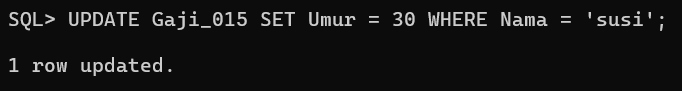 SQL> UPDATE Gaji_015 SET Umur = 30 WHERE Nama = 'susi';
1 row updated.